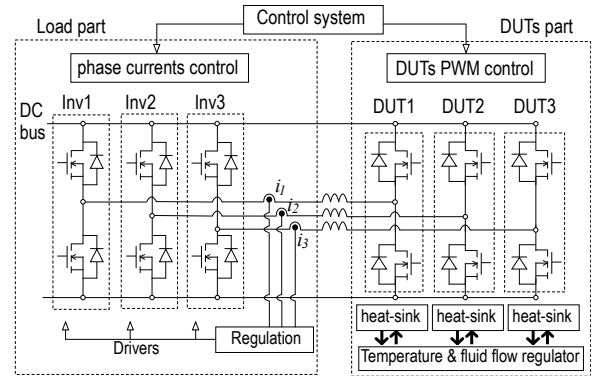 Control system
Load part
DUTs part
phase currents control
DUTs PWM control
Inv1 Inv2 Inv3
DUT1 DUT2 DUT3
DC
bus
i1
i2
i3
Regulation
Drivers
heat-sink heat-sink heat-sink
Temperature & fluid flow regulator